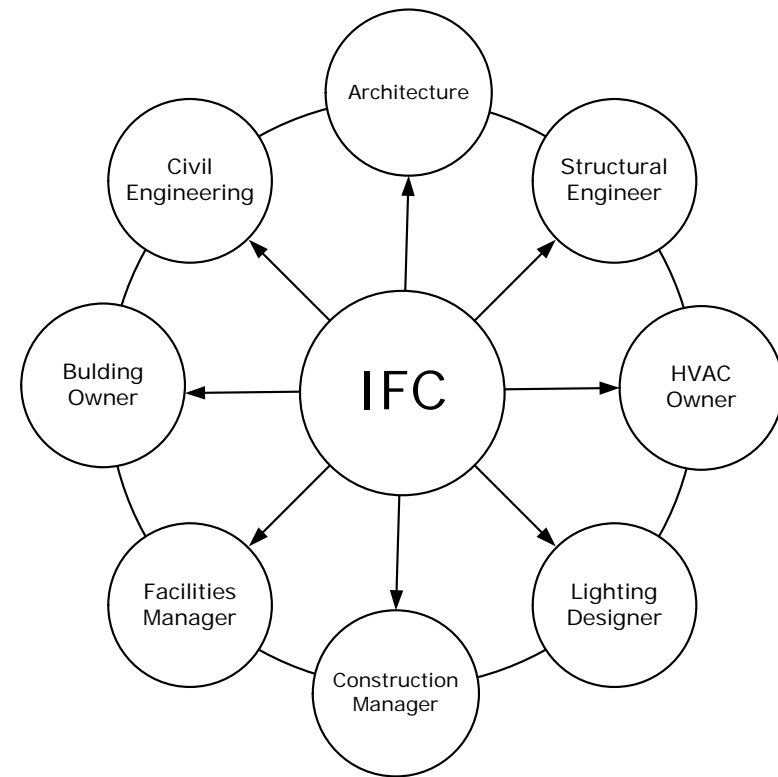 Architecture
Civil
Engineering
Structural
Engineer
Bulding
Owner
IFC
HVAC
Owner
Facilities
Manager
Lighting
Designer
Construction
Manager